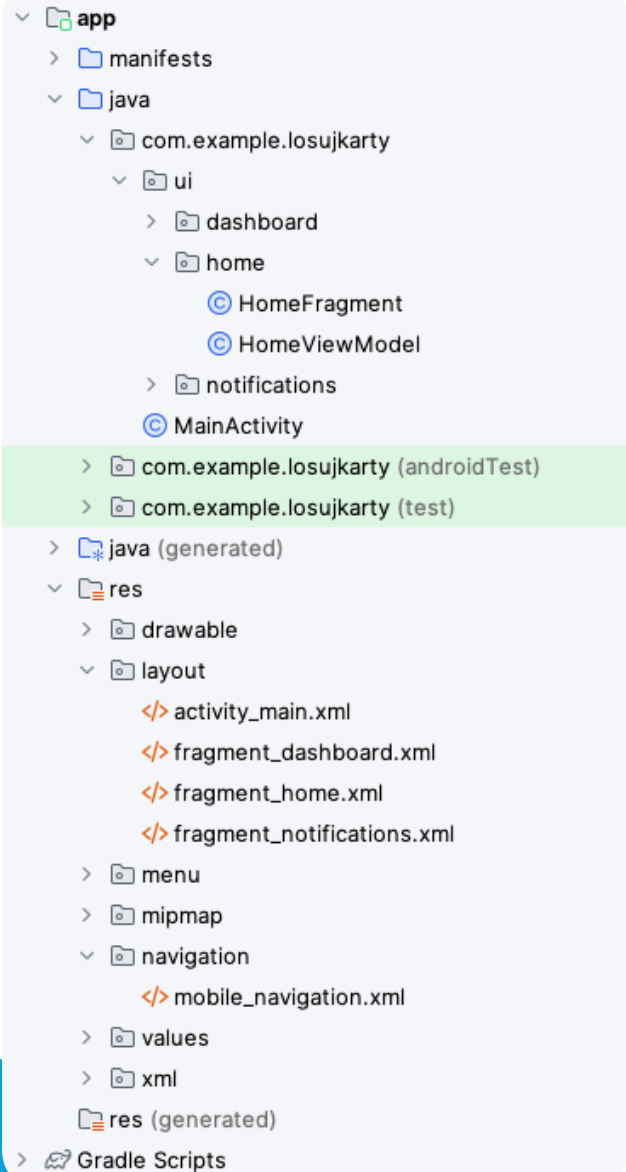 app
manifests
java
com.example.losujkarty
ui
dashboard
home
HomeFragment
HomeViewModel
notifications
MainActivity
com.example.losujkarty (androidTest)
com.example.losujkarty (test)
java (generated)
res
drawable
layout
activity_main.xml
fragment_dashboard.xml
fragment_home.xml
fragment_notifications.xml
menu
mipmap
navigation
mobile_navigation.xml
values
xml
res (generated)
Gradle Scripts